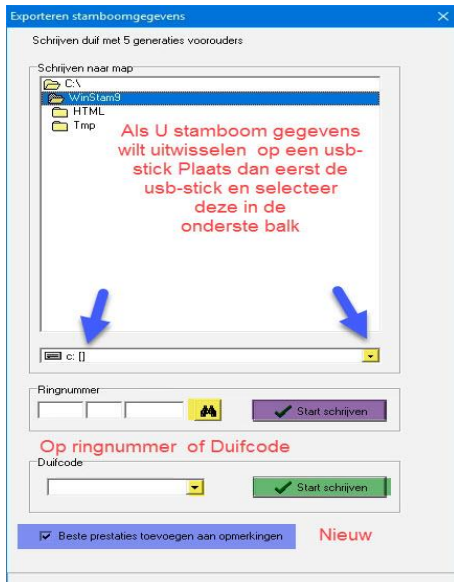 Exporteren stamboomgegevens
Schrijven duif met 5 generaties voorouders
Schrijven naar map
C:\
WinStam9
HTML
Tmp
Als U stamboom gegevens
wilt uitwisselen op een usb-
stick Plaats dan eerst de
usb-stick en selecteer
deze in de
onderste balk
c: []
Ringnummer
Start schrijven
Op ringnummer of Duifcode
Duifcode
Start schrijven
Beste prestaties toevoegen aan opmerkingen
Nieuw